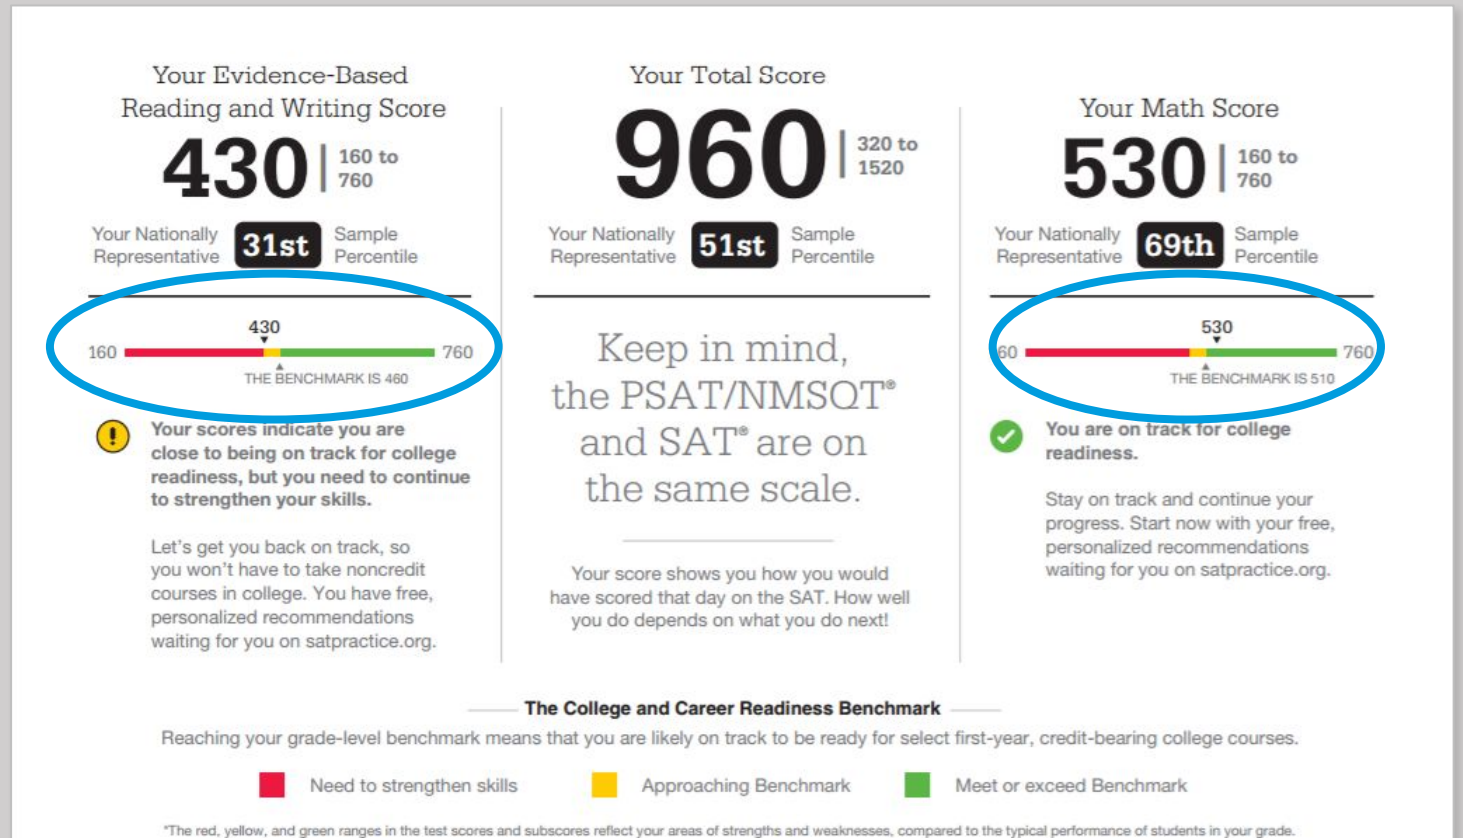 Your Evidence-Based
Reading and Writing Score
430 | 160 to
760
Your Nationally
Representative
31st
Sample
Percentile
430
160
760
THE BENCHMARK IS 460
!
Your scores indicate you are
close to being on track for college
readiness, but you need to continue
to strengthen your skills.
Let's get you back on track, so
you won't have to take noncredit
courses in college. You have free,
personalized recommendations
waiting for you on satpractice.org.
Your Total Score
960 | 320 to
1520
Your Nationally
Representative
51st
Sample
Percentile
Keep in mind,
the PSAT/NMSQT®
and SAT® are on
the same scale.
Your score shows you how you would
have scored that day on the SAT. How well
you do depends on what you do next!
Your Math Score
530 | 160 to
760
Your Nationally
Representative
69th
Sample
Percentile
530
60
760
THE BENCHMARK IS 510
You are on track for college
readiness.
Stay on track and continue your
progress. Start now with your free,
personalized recommendations
waiting for you on satpractice.org.
The College and Career Readiness Benchmark
Reaching your grade-level benchmark means that you are likely on track to be ready for select first-year, credit-bearing college courses.
Need to strengthen skills
Approaching Benchmark
Meet or exceed Benchmark
*The red, yellow, and green ranges in the test scores and subscores reflect your areas of strengths and weaknesses, compared to the typical performance of students in your grade.